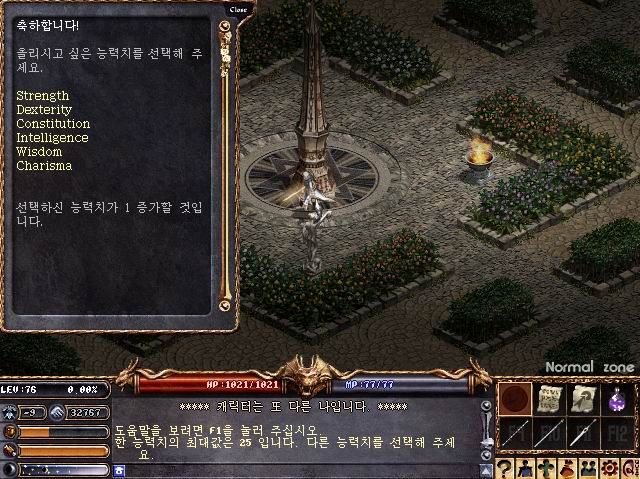 Close
축하합니다!
올리시고 싶은 능력치를 선택해 주
세요.
Strength
Dexterity
Constitution
Intelligence
Wisdom
Charisma
선택하신 능력치가 1 증가할 것입
니다.
Normal zone
LEV:76 0.00%
HP:1021/1021
MP:77/77
-9 32767
***** 캐릭터는 또 다른 나입니다. *****
도움말을 보려면 F1을 눌러 주십시오
한 능력치의 최대값은 25 입니다. 다른 능력치를 선택해 주세
요.
F9 F10 F11 F12